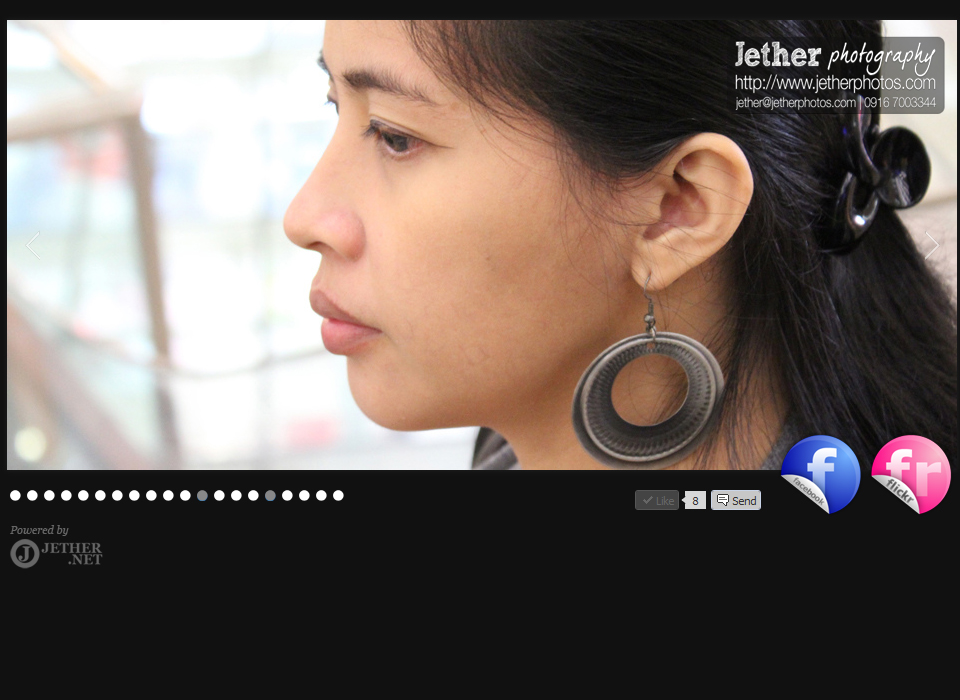 Jether photography
http://www.jetherphotos.com
jether@jetherphotos.com | 0916 7003344
facebook
flickr
Like
8
Send
Powered by
JETHER
.NET